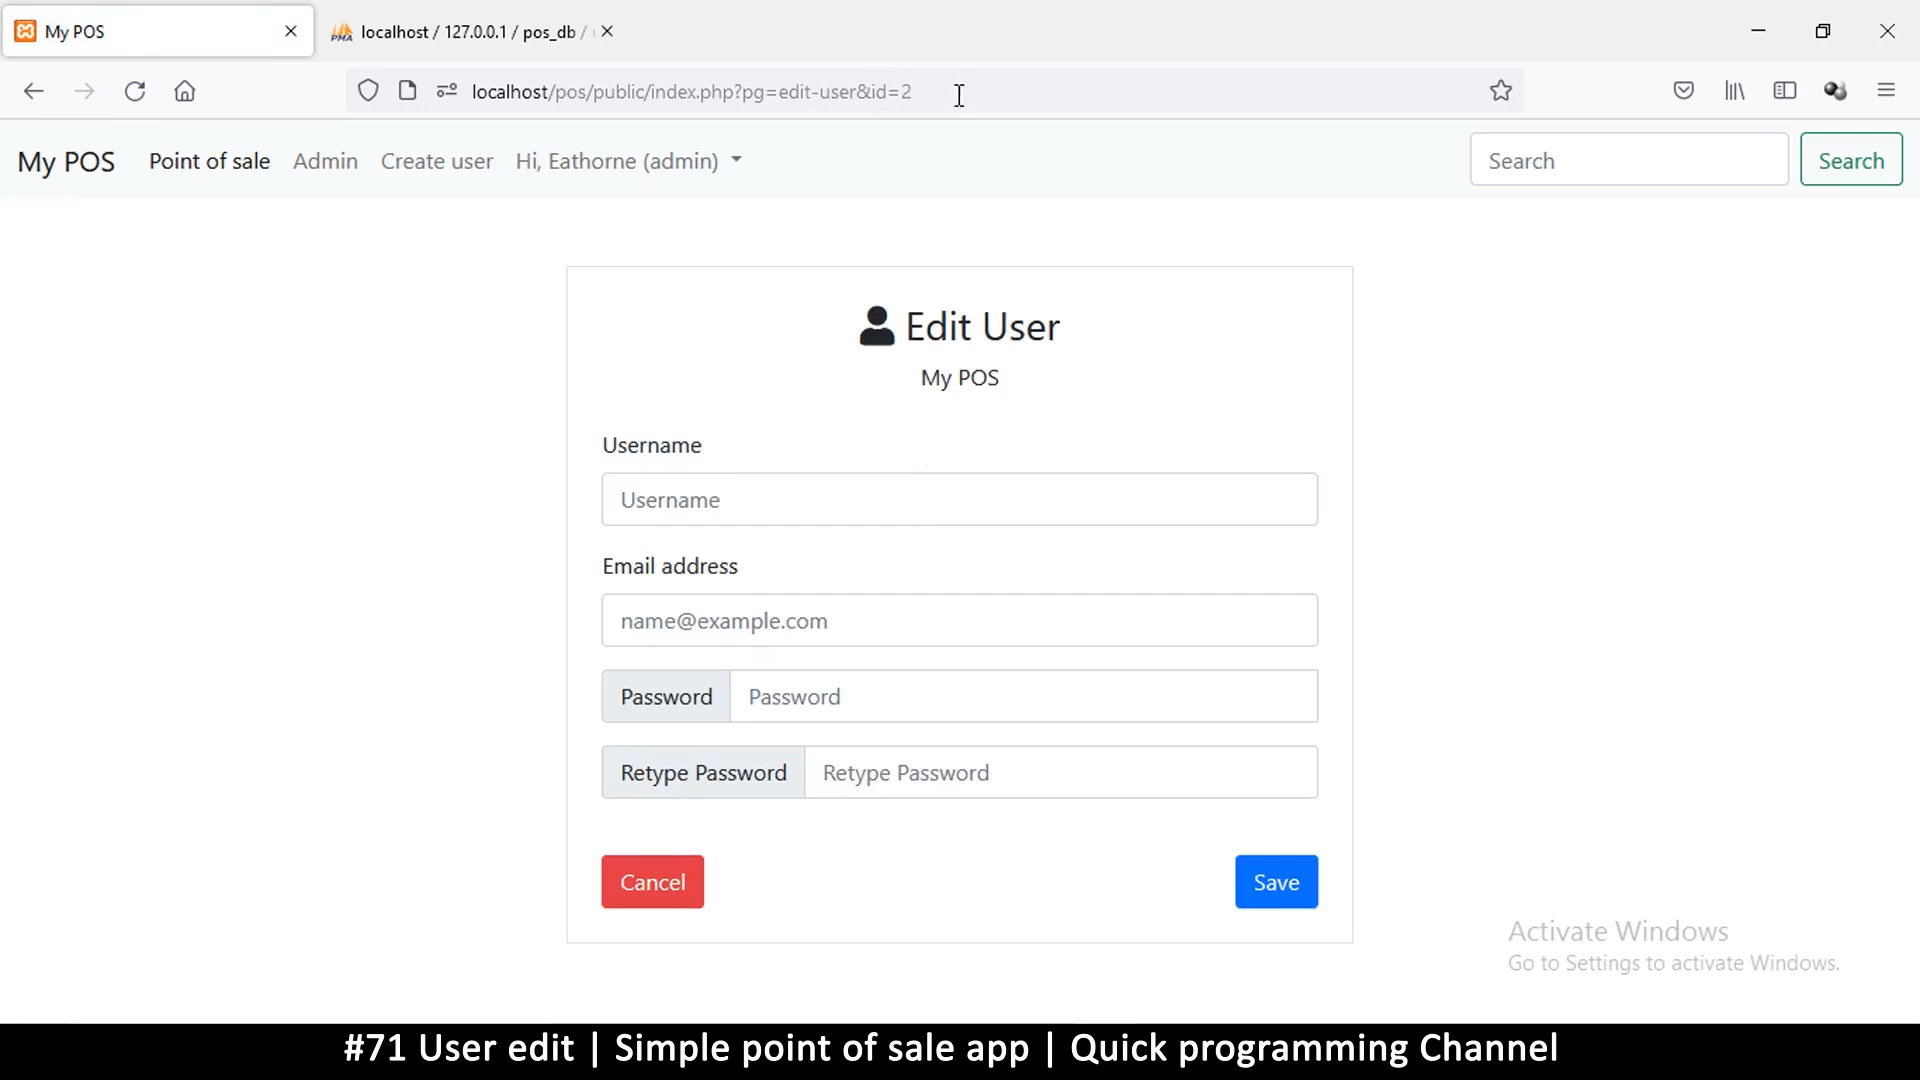 My POS
localhost / 127.0.0.1 / pos_db /
localhost/pos/public/index.php?pg=edit-user&id=2
My POS Point of sale Admin Create user Hi, Eathorne (admin) Search Search
Edit User
My POS
Username
Username
Email address
name@example.com
Password Password
Retype Password Retype Password
Cancel Save
Activate Windows
Go to Settings to activate Windows.
#71 User edit | Simple point of sale app | Quick programming Channel